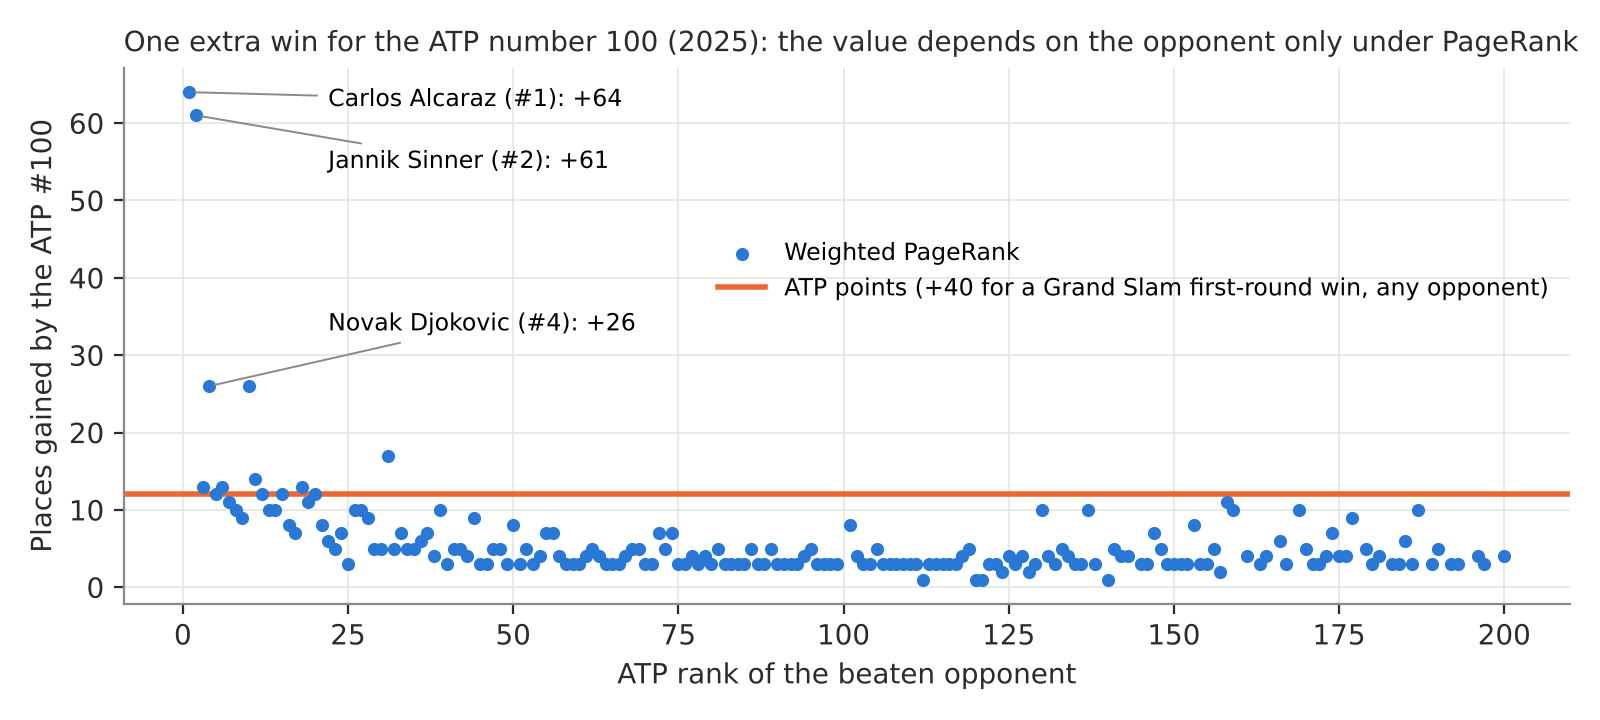 One extra win for the ATP number 100 (2025): the value depends on the opponent only under PageRank
Places gained by the ATP #100
60
50
40
30
20
10
0
Carlos Alcaraz (#1): +64
Jannik Sinner (#2): +61
Novak Djokovic (#4): +26
Weighted PageRank
ATP points (+40 for a Grand Slam first-round win, any opponent)
0 25 50 75 100 125 150 175 200
ATP rank of the beaten opponent